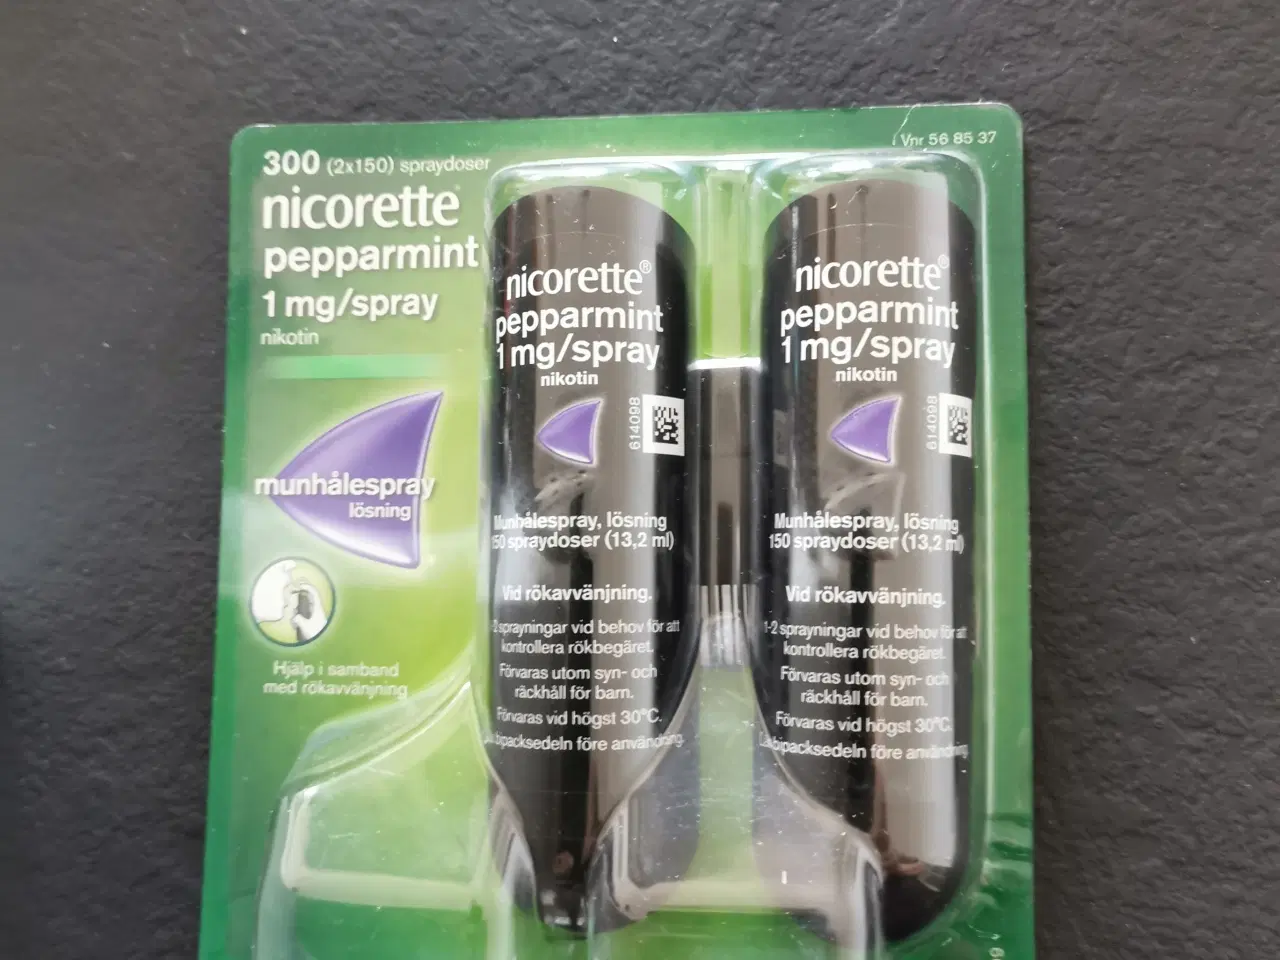 300 (2x150) spraydoser
nicorette
pepparmint
1 mg/spray
nikotin
munhålespray
lösning
Hjälp i samband
med rökavvänjning
Vnr 56 85 37
nicorette®
pepparmint
1 mg/spray
nikotin
614098
Munhålespray, lösning
150 spraydoser (13,2 ml)
Vid rökavvänjning.
1-2 sprayningar vid behov för att
kontrollera rökbegäret.
Förvaras utom syn- och
räckhåll för barn.
Förvaras vid högst 30°C.
bipacksedeln före användning.
nicorette®
pepparmint
1 mg/spray
nikotin
614098
Munhålespray, lösning
150 spraydoser (13,2 ml)
Vid rökavvänjning.
1-2 sprayningar vid behov för att
kontrollera rökbegäret.
Förvaras utom syn- och
räckhåll för barn.
Förvaras vid högst 30°C.
bipacksedeln före användning